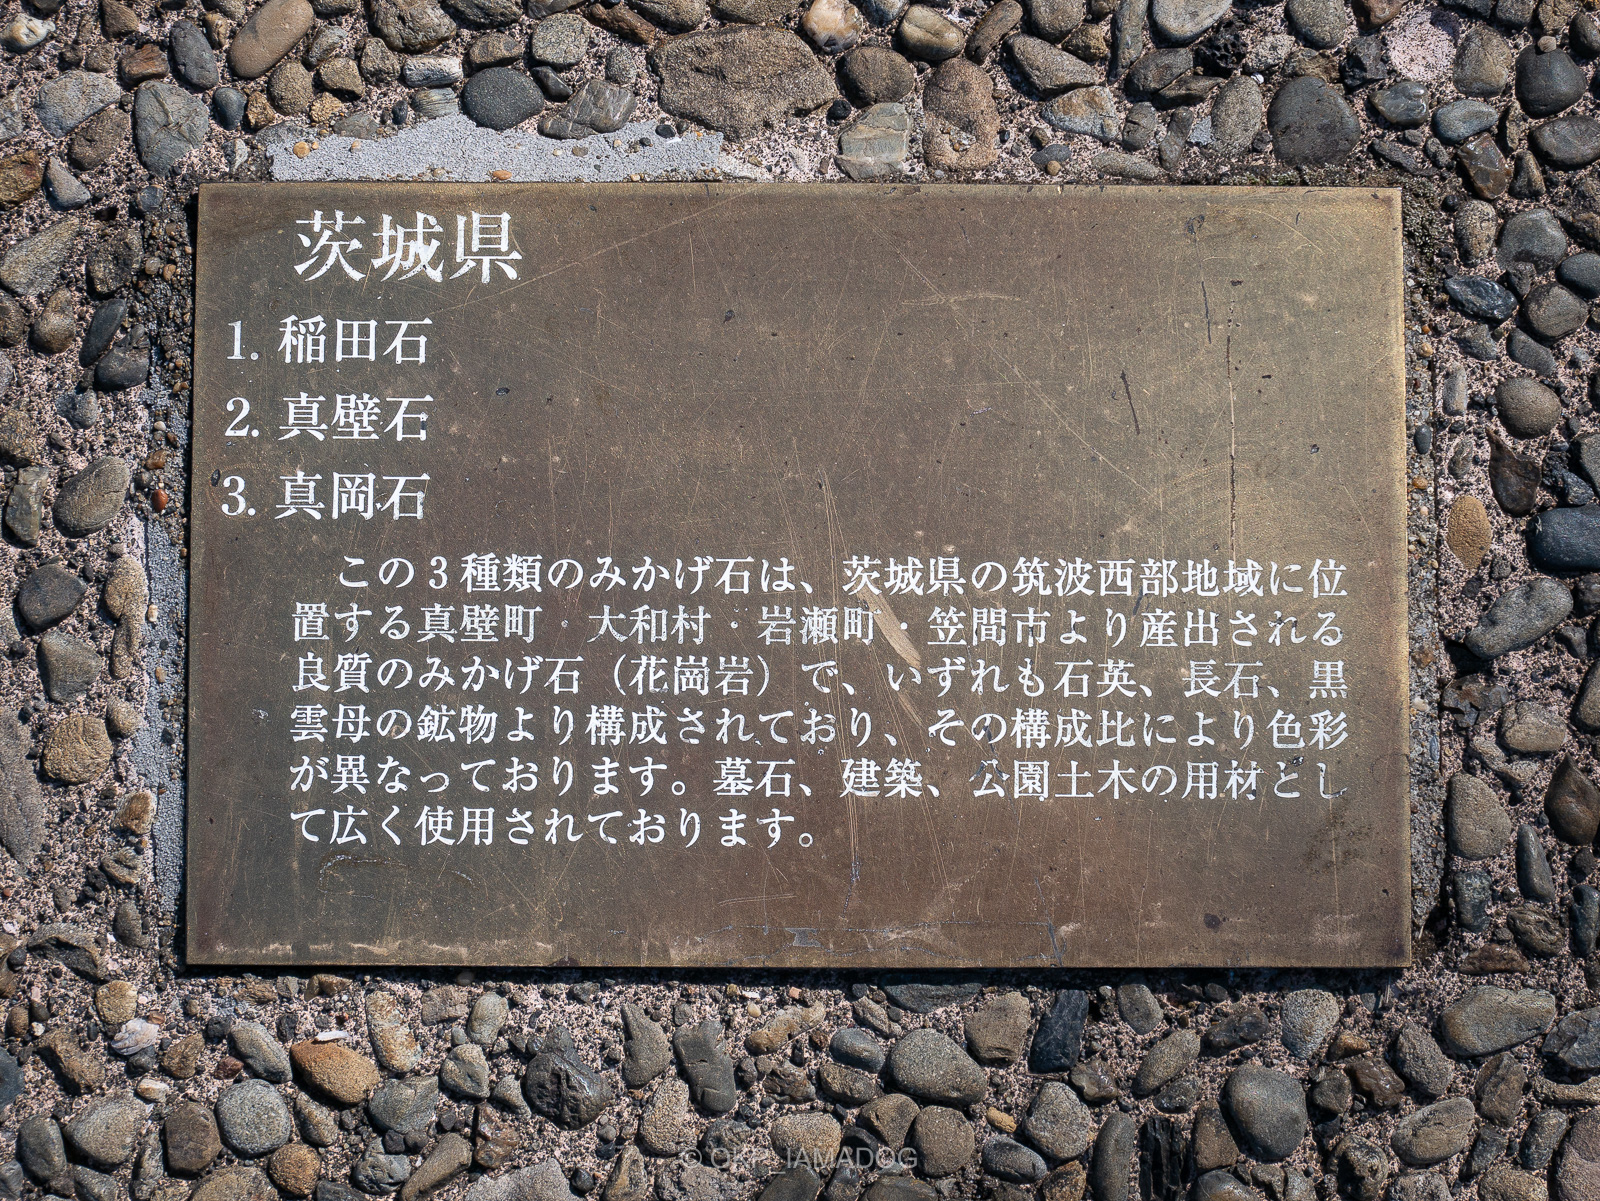 茨城県
1. 稲田石
2. 真壁石
3. 真岡石
この3種類のみかげ石は、茨城県の筑波西部地域に位
置する真壁町・大和村・岩瀬町・笠間市より産出される
良質のみかげ石（花崗岩）で、いずれも石英、長石、黒
雲母の鉱物より構成されており、その構成比により色彩
が異なっております。墓石、建築、公園土木の用材とし
て広く使用されております。
© OKP_IAMADOG